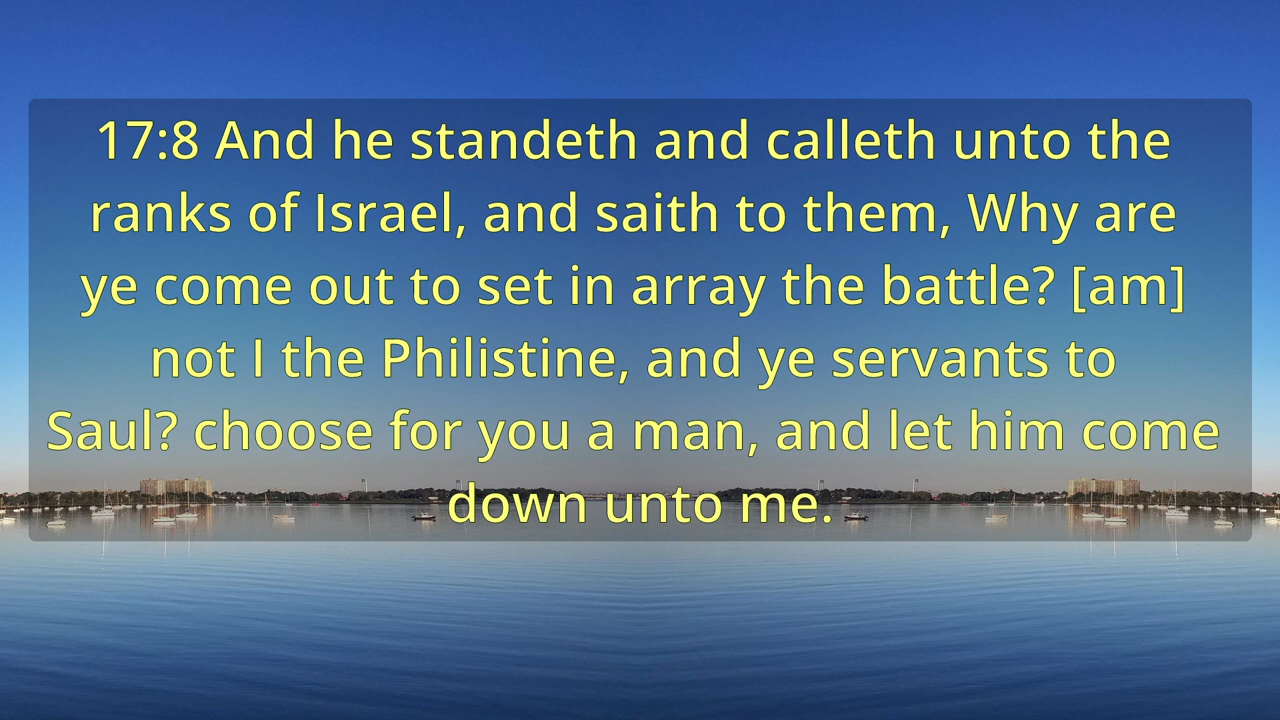 17:8 And he standeth and calleth unto the
ranks of Israel, and saith to them, Why are
ye come out to set in array the battle? [am]
not I the Philistine, and ye servants to
Saul? choose for you a man, and let him come
down unto me.